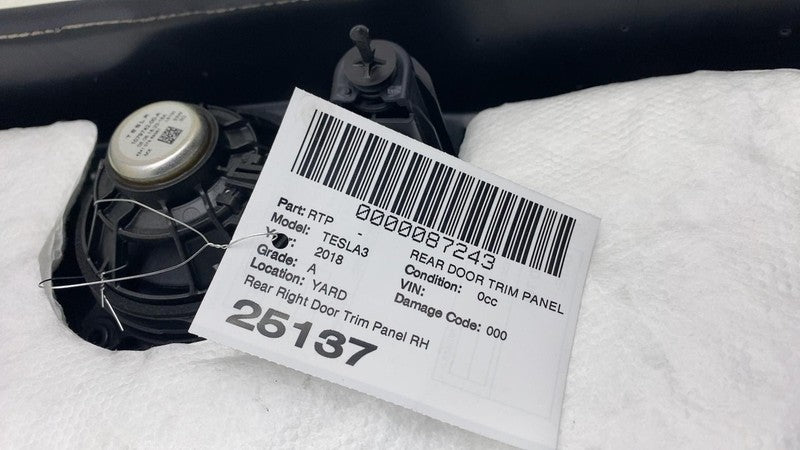 TESLA
0000087243
Part: RTP - REAR DOOR TRIM PANEL
Model: TESLA3 Condition: 0cc
Year: 2018 VIN:
Grade: A Damage Code: 000
Location: YARD
Rear Right Door Trim Panel RH
25137